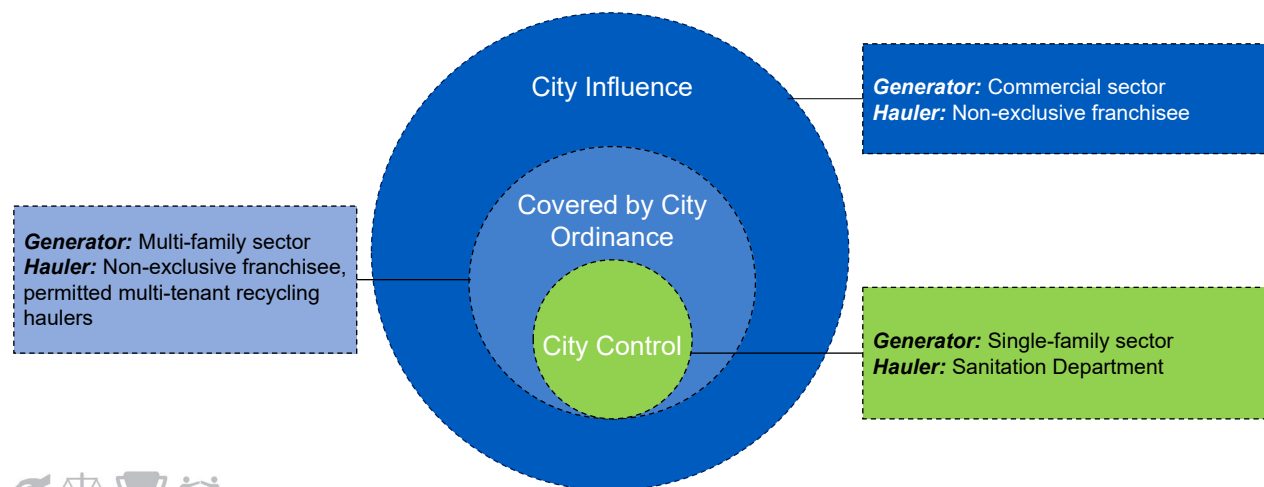 City Influence
Generator: Commercial sector
Hauler: Non-exclusive franchisee
Covered by City
Ordinance
Generator: Multi-family sector
Hauler: Non-exclusive franchisee,
permitted multi-tenant recycling
haulers
City Control
Generator: Single-family sector
Hauler: Sanitation Department